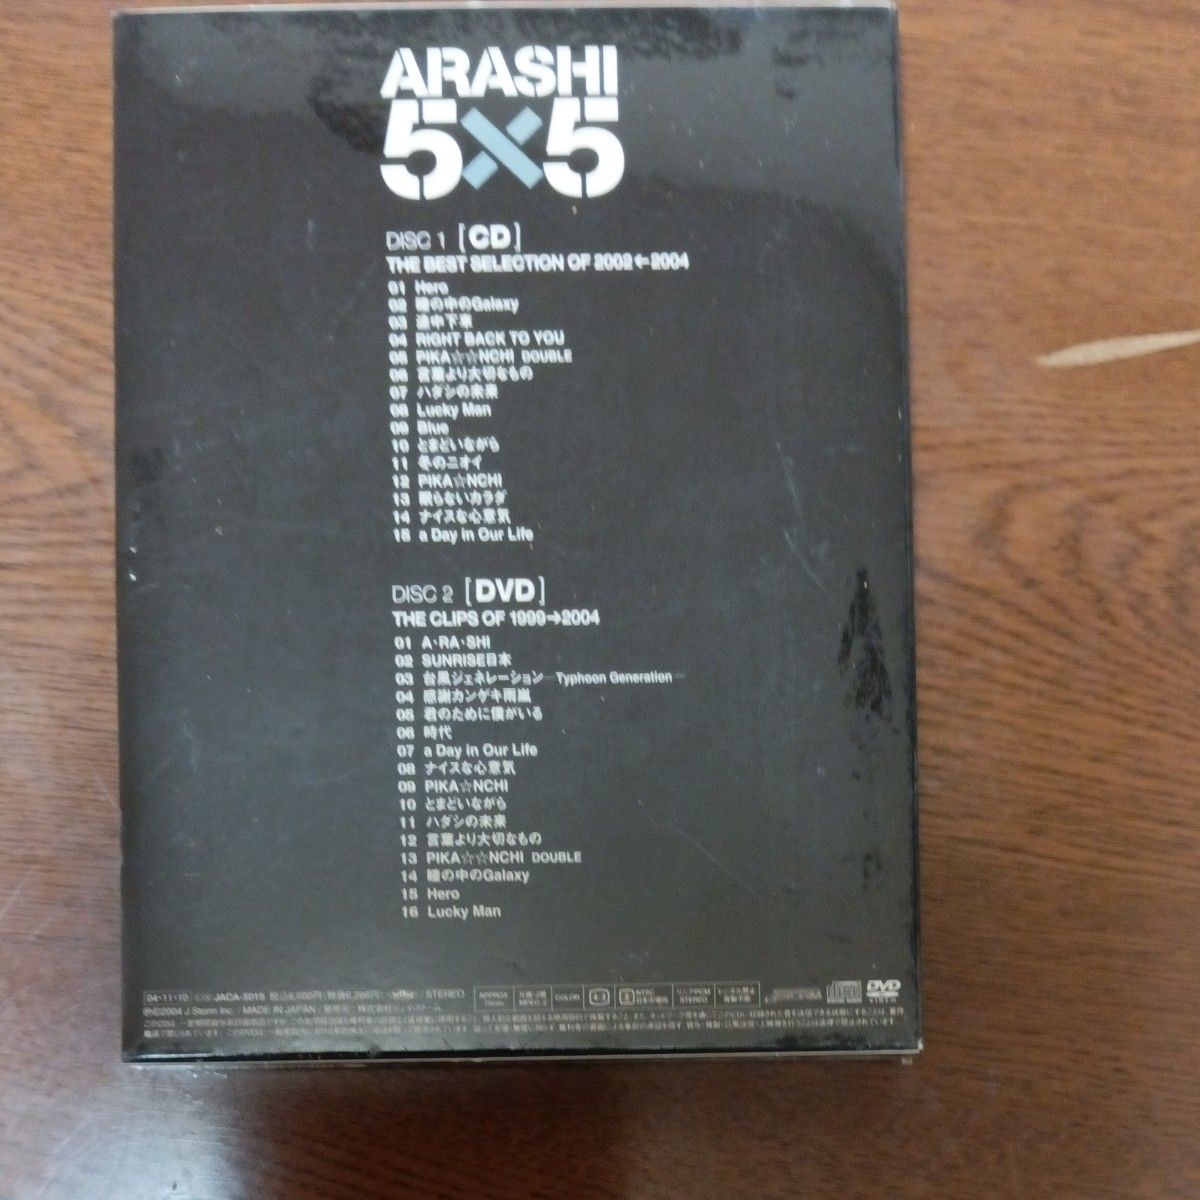 ARASHI
5×5
DISC 1 [CD]
THE BEST SELECTION OF 2002←2004
01 Hero
02 瞳の中のGalaxy
03 途中下車
04 RIGHT BACK TO YOU
05 PIKA☆☆NCHI DOUBLE
06 言葉より大切なもの
07 ハダシの未来
08 Lucky Man
09 Blue
10 とまどいながら
11 冬のニオイ
12 PIKA☆NCHI
13 眠らないカラダ
14 ナイスな心意気
15 a Day in Our Life
DISC 2 [DVD]
THE CLIPS OF 1999→2004
01 A・RA・SHI
02 SUNRISE日本
03 台風ジェネレーション─Typhoon Generation─
04 感謝カンゲキ雨嵐
05 君のために僕がいる
06 時代
07 a Day in Our Life
08 ナイスな心意気
09 PIKA☆NCHI
10 とまどいながら
11 ハダシの未来
12 言葉より大切なもの
13 PIKA☆☆NCHI DOUBLE
14 瞳の中のGalaxy
15 Hero
16 Lucky Man
04・11・10 JACA-5019 STEREO COLOR STEREO DVD
©2004 J Storm Inc. MADE IN JAPAN VIDEO